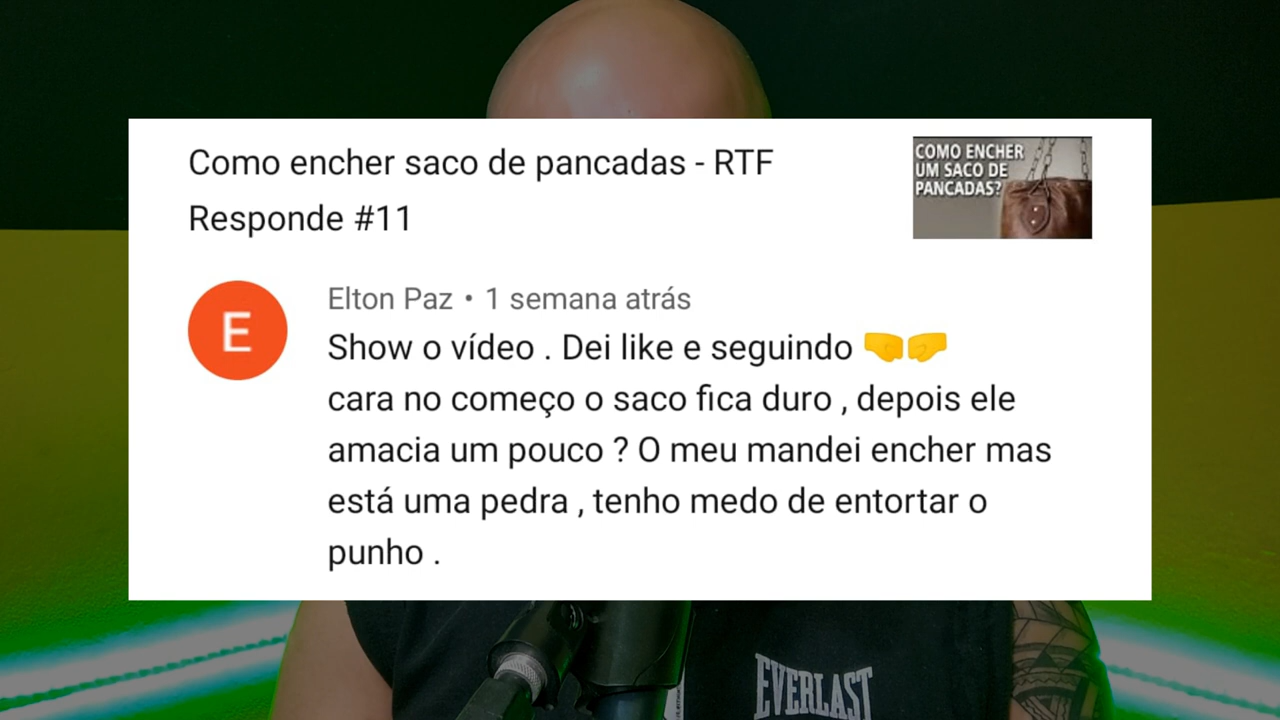 Como encher saco de pancadas - RTF
Responde #11
COMO ENCHER
UM SACO DE
PANCADAS?
E
Elton Paz • 1 semana atrás
Show o vídeo . Dei like e seguindo 🤜🤛
cara no começo o saco fica duro , depois ele
amacia um pouco ? O meu mandei encher mas
está uma pedra , tenho medo de entortar o
punho .
EVERLAST